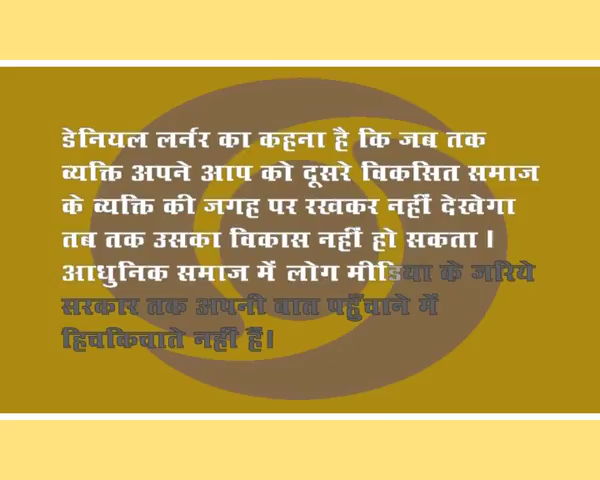 डेनियल लर्नर का कहना है कि जब तक
व्यक्ति अपने आप को दूसरे विकसित समाज
के व्यक्ति की जगह पर रखकर नहीं देखेगा
तब तक उसका विकास नहीं हो सकता।
आधुनिक समाज में लोग मीडिया के जरिये
सरकार तक अपनी बात पहुँचाने में
हिचकिचाते नहीं हैं।